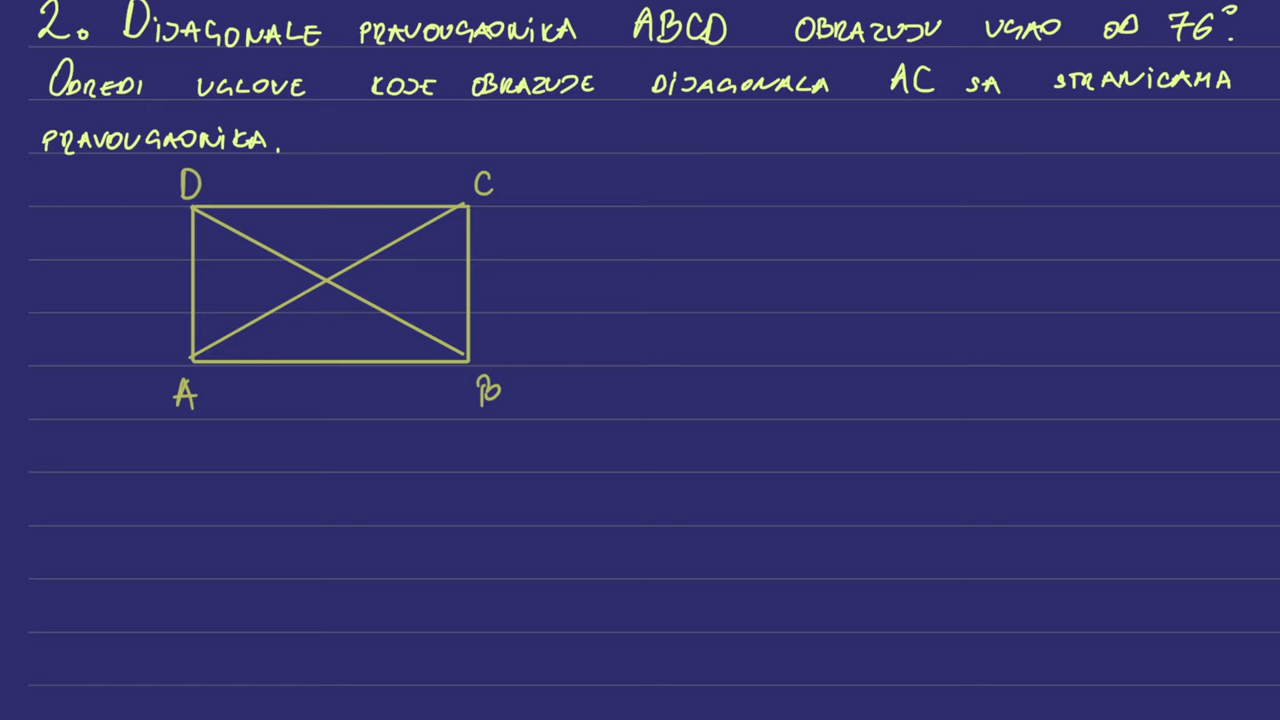 2. DIJAGONALE PRAVOUGAONIKA ABCD OBRAZUJU UGAO OD 76°.
ODREDI UGLOVE KOJE OBRAZUJE DIJAGONALA AC SA STRANICAMA
PRAVOUGAONIKA.
D C
A B